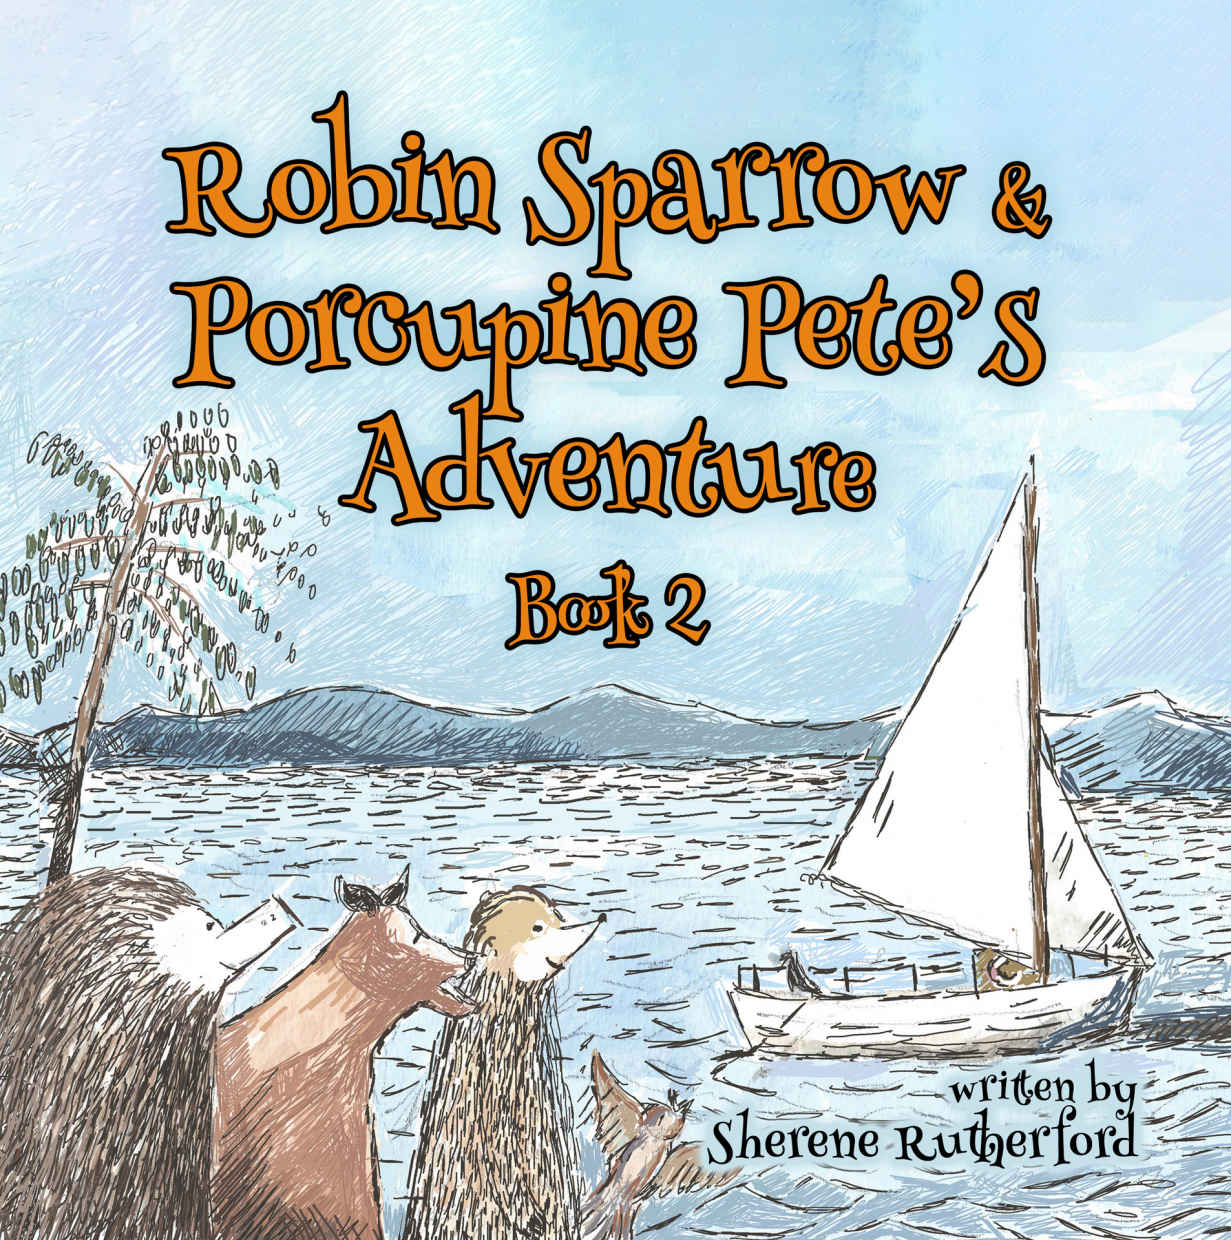 Robin Sparrow &
Porcupine Pete's
Adventure
Book 2
written by
Sherene Rutherford